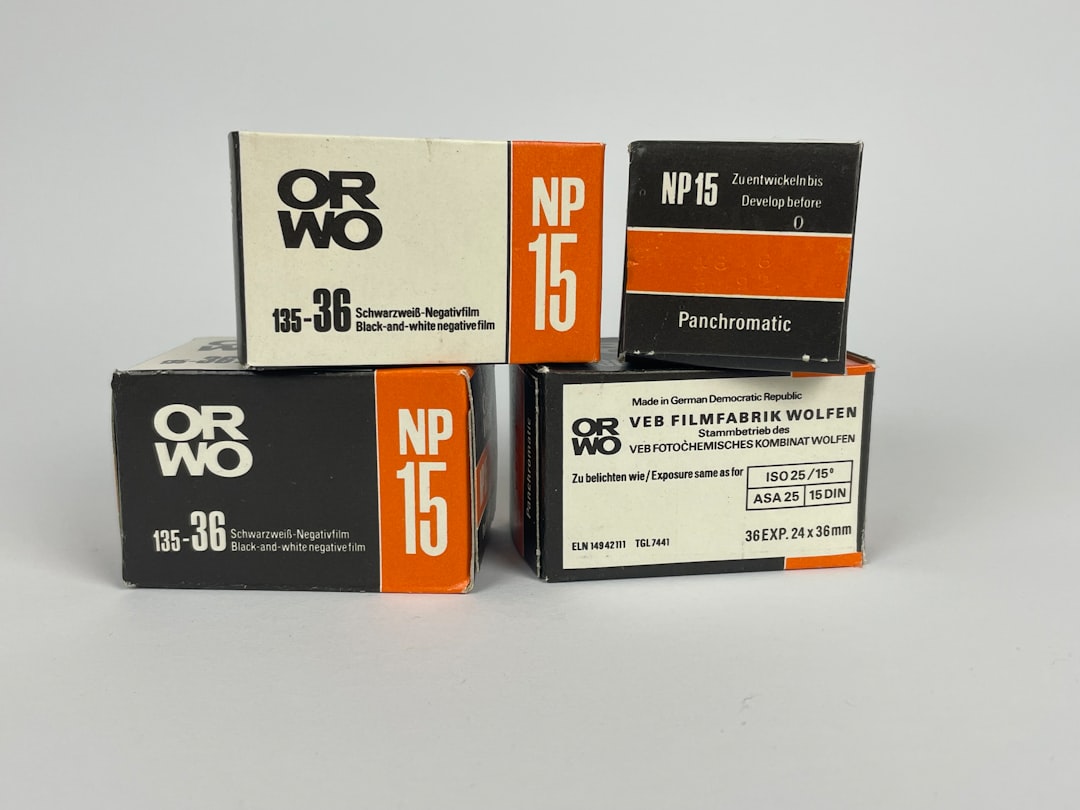 OR
WO
135-36 Schwarzweiß-Negativfilm
Black-and-white negative film
NP
15
NP 15 Zu entwickeln bis
Develop before
0
Panchromatic
OR
WO
135-36 Schwarzweiß-Negativfilm
Black-and-white negative film
NP
15
Panchromatic
Made in German Democratic Republic
OR
WO
VEB FILMFABRIK WOLFEN
Stammbetrieb des
VEB FOTOCHEMISCHES KOMBINAT WOLFEN
Zu belichten wie/Exposure same as for
ISO 25/15°
ASA 25 15 DIN
36 EXP. 24 x 36 mm
ELN 14942111 TGL 7441